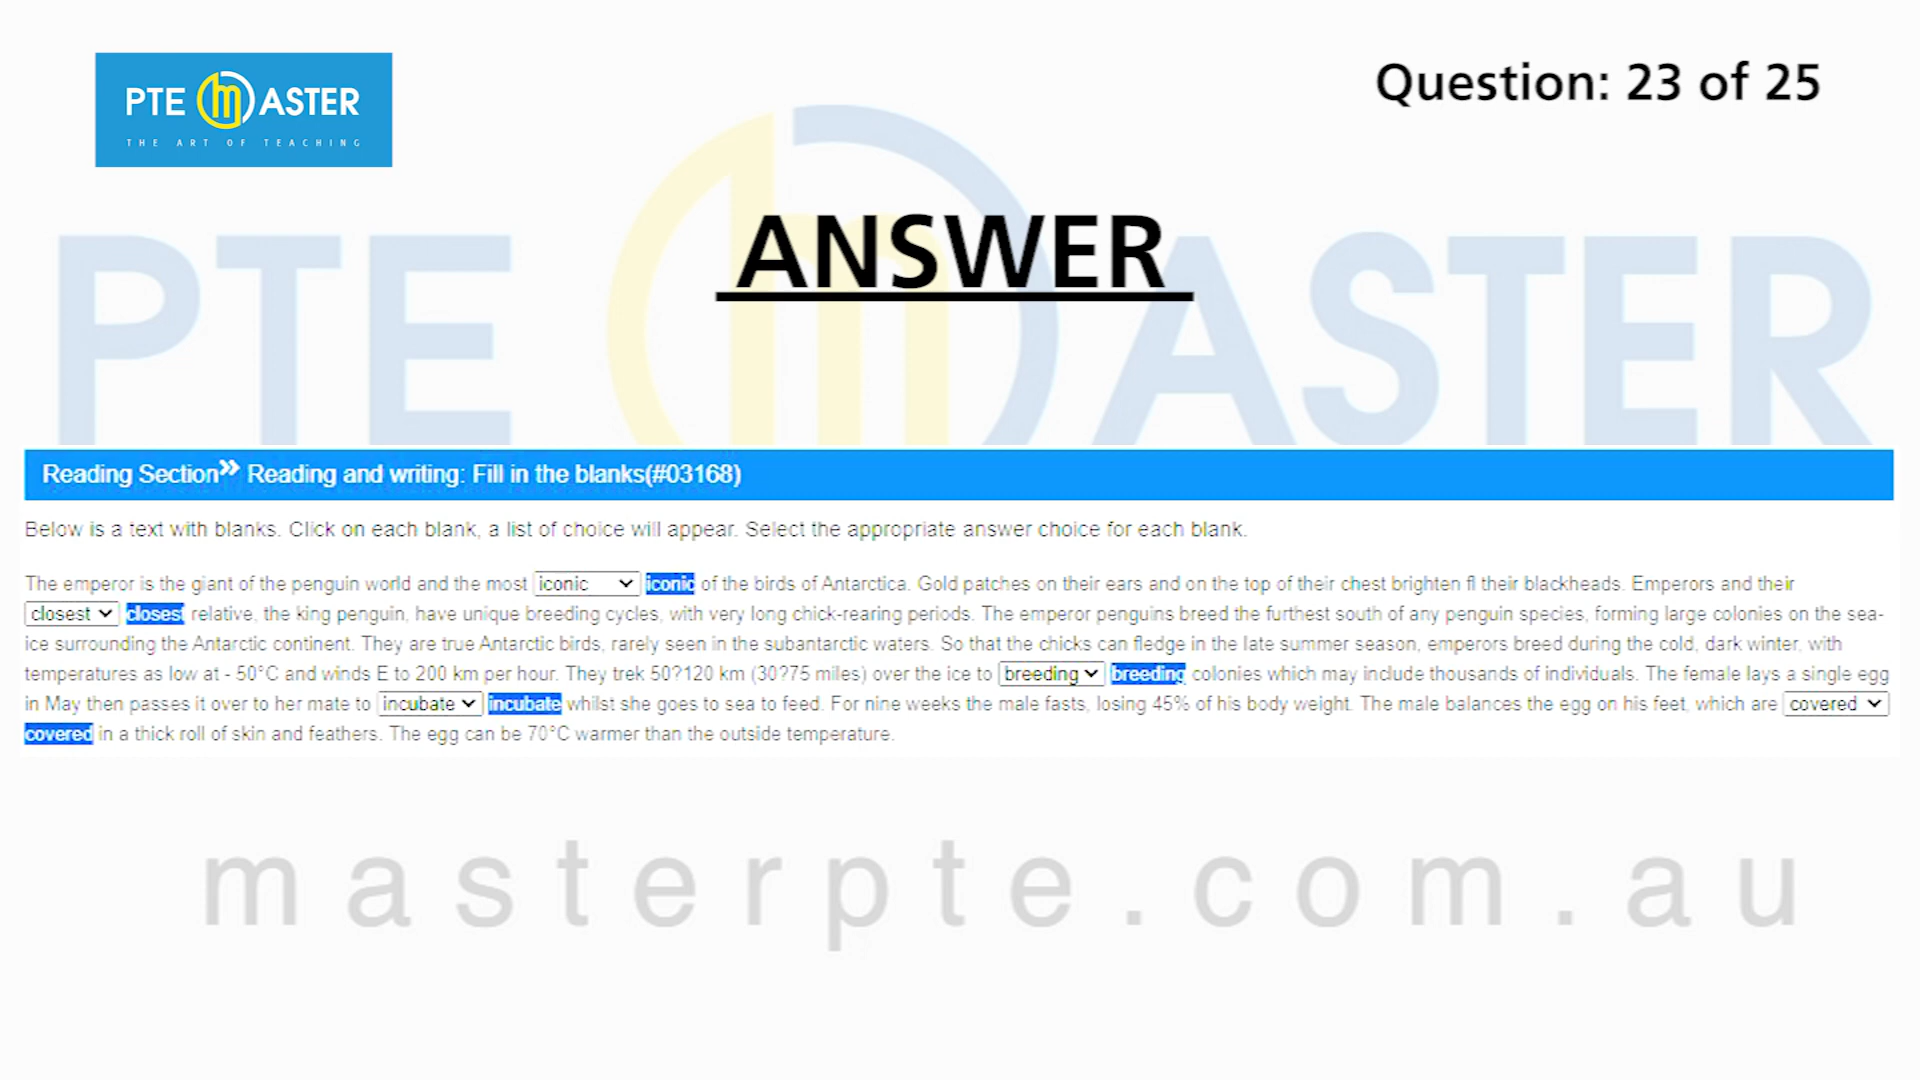 PTE MASTER
THE ART OF TEACHING
Question: 23 of 25
ANSWER
PTE MASTER
Reading Section» Reading and writing: Fill in the blanks(#03168)
Below is a text with blanks. Click on each blank, a list of choice will appear. Select the appropriate answer choice for each blank.
The emperor is the giant of the penguin world and the most iconic iconic of the birds of Antarctica. Gold patches on their ears and on the top of their chest brighten fl their blackheads. Emperors and their
closest closest relative, the king penguin, have unique breeding cycles, with very long chick-rearing periods. The emperor penguins breed the furthest south of any penguin species, forming large colonies on the sea-
ice surrounding the Antarctic continent. They are true Antarctic birds, rarely seen in the subantarctic waters. So that the chicks can fledge in the late summer season, emperors breed during the cold, dark winter, with
temperatures as low at - 50°C and winds E to 200 km per hour. They trek 50?120 km (30?75 miles) over the ice to breeding breeding colonies which may include thousands of individuals. The female lays a single egg
in May then passes it over to her mate to incubate incubate whilst she goes to sea to feed. For nine weeks the male fasts, losing 45% of his body weight. The male balances the egg on his feet, which are covered
covered in a thick roll of skin and feathers. The egg can be 70°C warmer than the outside temperature.
masterpte.com.au